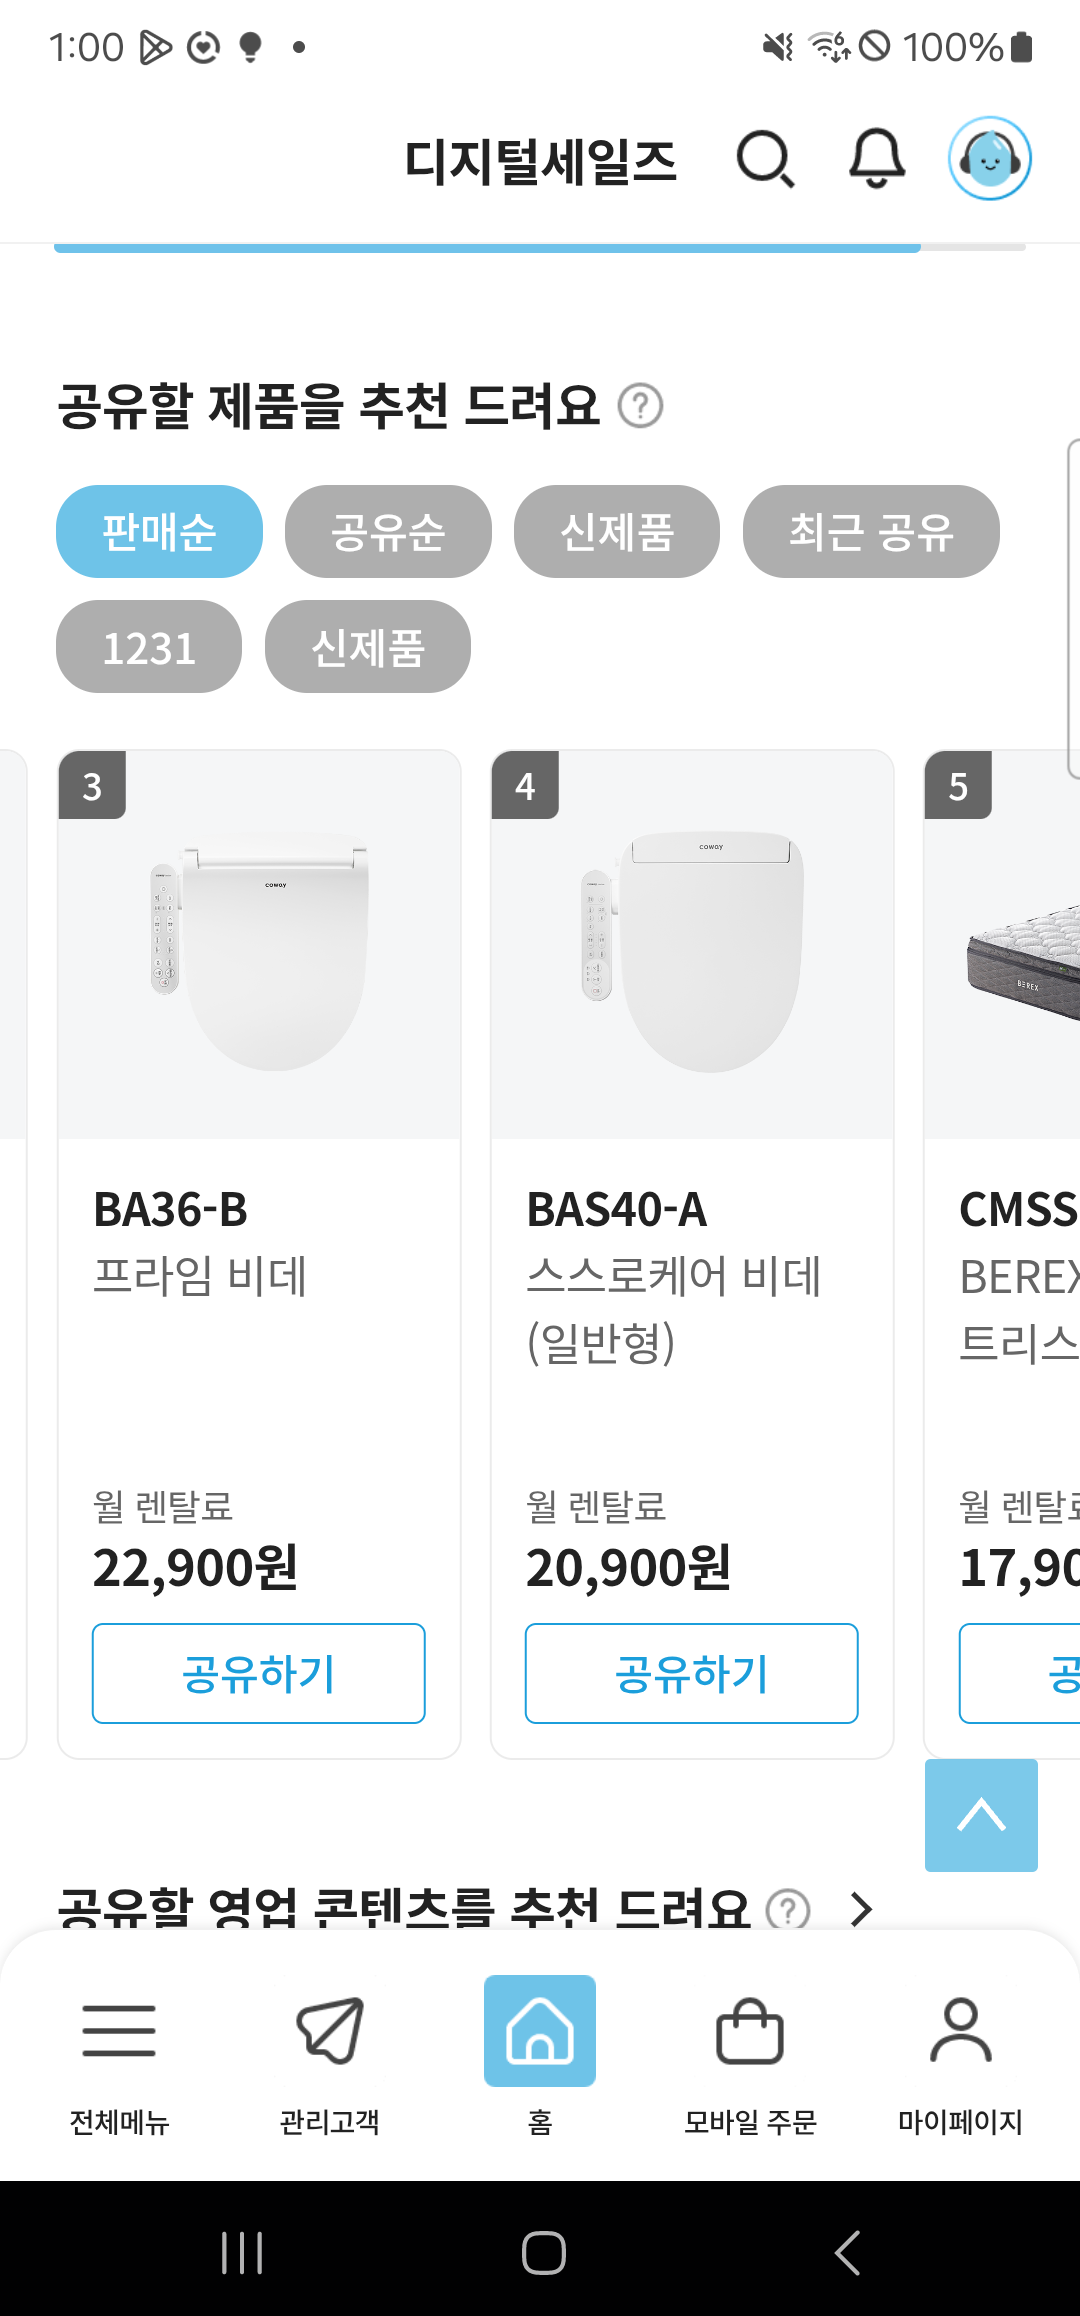 1:00
100%
디지털세일즈
공유할 제품을 추천 드려요 ?
판매순 공유순 신제품 최근 공유
1231 신제품
3 4 5
coway
coway
BEREX
BA36-B BAS40-A CMSS
프라임 비데 스스로케어 비데 BEREX
(일반형) 트리스
월 렌탈료 월 렌탈료 월 렌탈료
22,900원 20,900원 17,90
공유하기 공유하기 공
공유할 영업 콘텐츠를 추천 드려요 ?
전체메뉴 관리고객 홈 모바일 주문 마이페이지